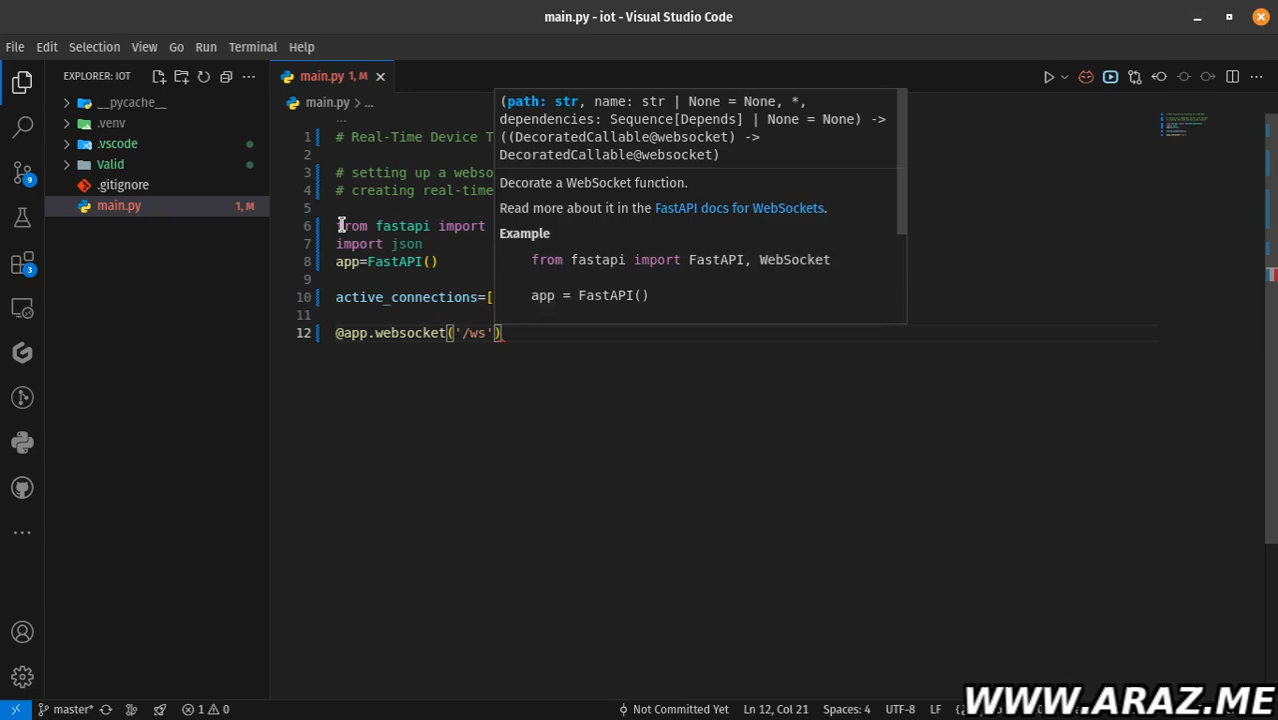 main.py - iot - Visual Studio Code
File Edit Selection View Go Run Terminal Help
EXPLORER: IOT
__pycache__
.venv
.vscode
Valid
.gitignore
main.py 1, M
main.py 1, M
main.py > ...
1 # Real-Time Device T
2
3 # setting up a webso
4 # creating real-time
5
6 from fastapi import
7 import json
8 app=FastAPI()
9
10 active_connections=[
11
12 @app.websocket('/ws')
(path: str, name: str | None = None, *,
dependencies: Sequence[Depends] | None = None) ->
((DecoratedCallable@websocket) ->
DecoratedCallable@websocket)
Decorate a WebSocket function.
Read more about it in the FastAPI docs for WebSockets.
Example
from fastapi import FastAPI, WebSocket
app = FastAPI()
9
3
master* 1 0 Not Committed Yet Ln 12, Col 21 Spaces: 4 UTF-8 LF
WWW.ARAZ.ME